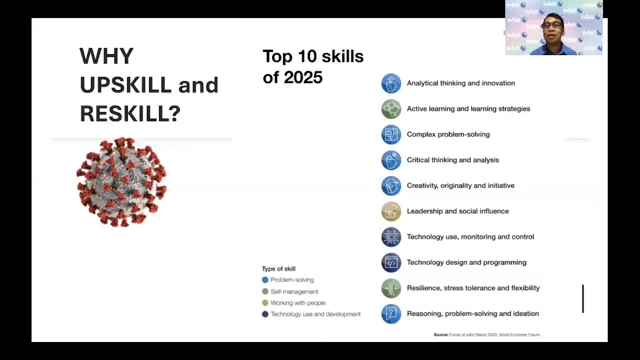 WHY
UPSKILL and
RESKILL?
Top 10 skills
of 2025
Analytical thinking and innovation
Active learning and learning strategies
Complex problem-solving
Critical thinking and analysis
Creativity, originality and initiative
Leadership and social influence
Technology use, monitoring and control
Technology design and programming
Resilience, stress tolerance and flexibility
Reasoning, problem-solving and ideation
Type of skill
Problem-solving
Self-management
Working with people
Technology use and development
Source: Future of Jobs Report 2020, World Economic Forum